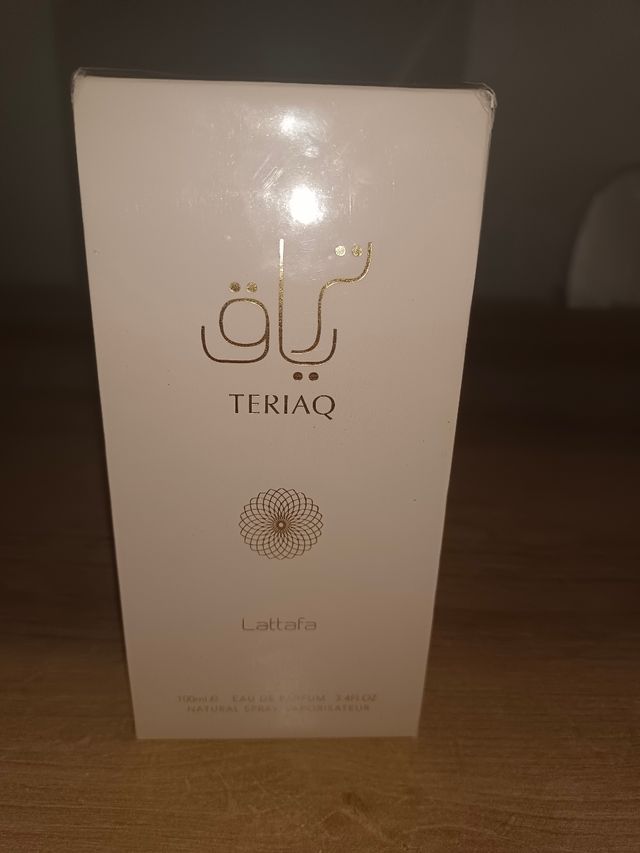 ترياق
TERIAQ
Lattafa
100ml.℮ EAU DE PARFUM 3.4FL.OZ
NATURAL SPRAY VAPORISATEUR